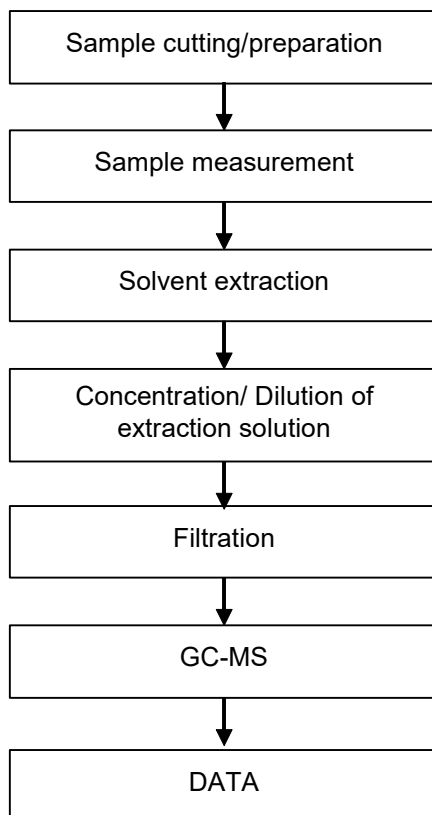 Sample cutting/preparation
Sample measurement
Solvent extraction
Concentration/ Dilution of
extraction solution
Filtration
GC-MS
DATA